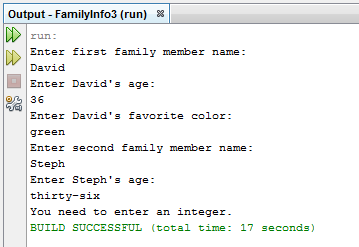 Output - FamilyInfo3 (run)
run:
Enter first family member name:
David
Enter David's age:
36
Enter David's favorite color:
green
Enter second family member name:
Steph
Enter Steph's age:
thirty-six
You need to enter an integer.
BUILD SUCCESSFUL (total time: 17 seconds)